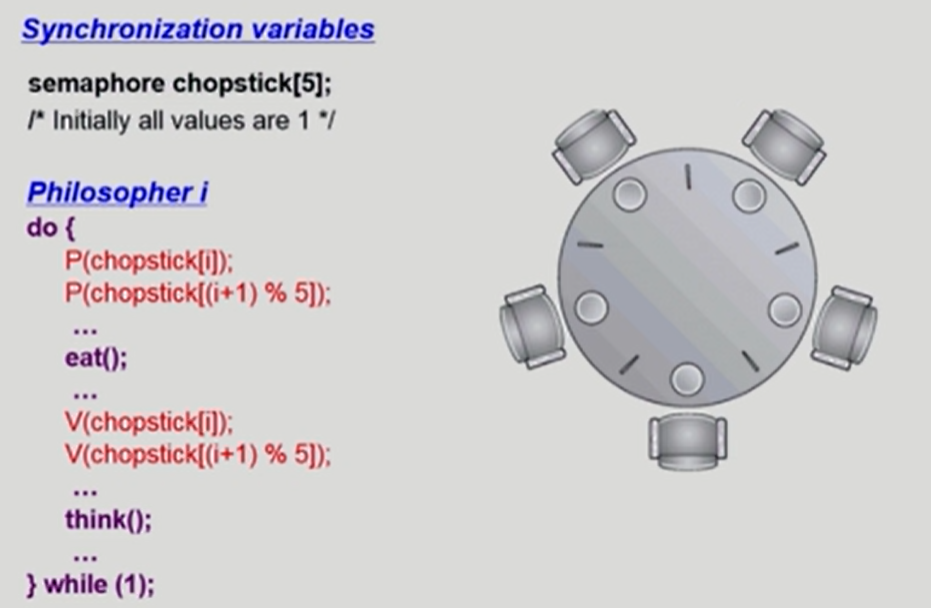 Synchronization variables
semaphore chopstick[5];
/* Initially all values are 1 */
Philosopher i
do {
P(chopstick[i]);
P(chopstick[(i+1) % 5]);
...
eat();
...
V(chopstick[i]);
V(chopstick[(i+1) % 5]);
...
think();
...
} while (1);